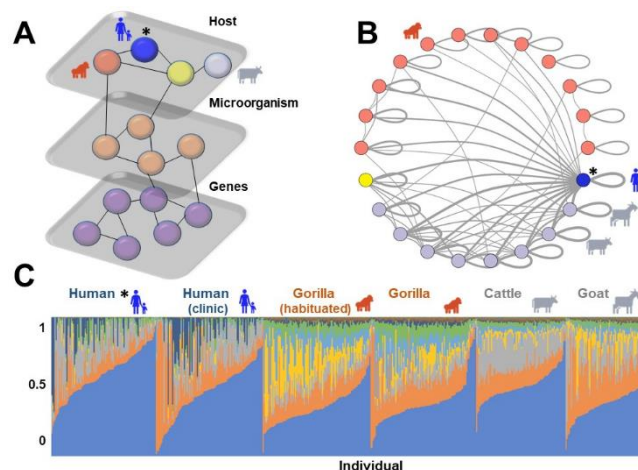 A
Host
*
Microorganism
Genes
B
*
C
Human * Human (clinic) Gorilla (habituated) Gorilla Cattle Goat
1
0.5
0
Individual